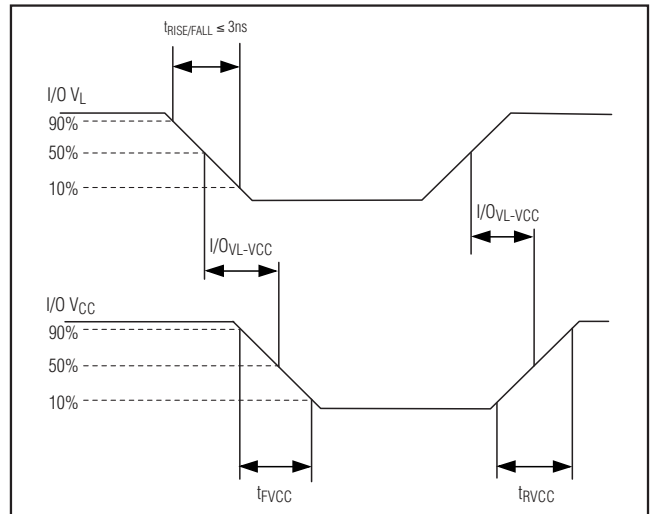 tRISE/FALL ≤ 3ns
I/O VL
90%
50%
10%
I/OVL-VCC
I/OVL-VCC
I/O VCC
90%
50%
10%
tFVCC
tRVCC